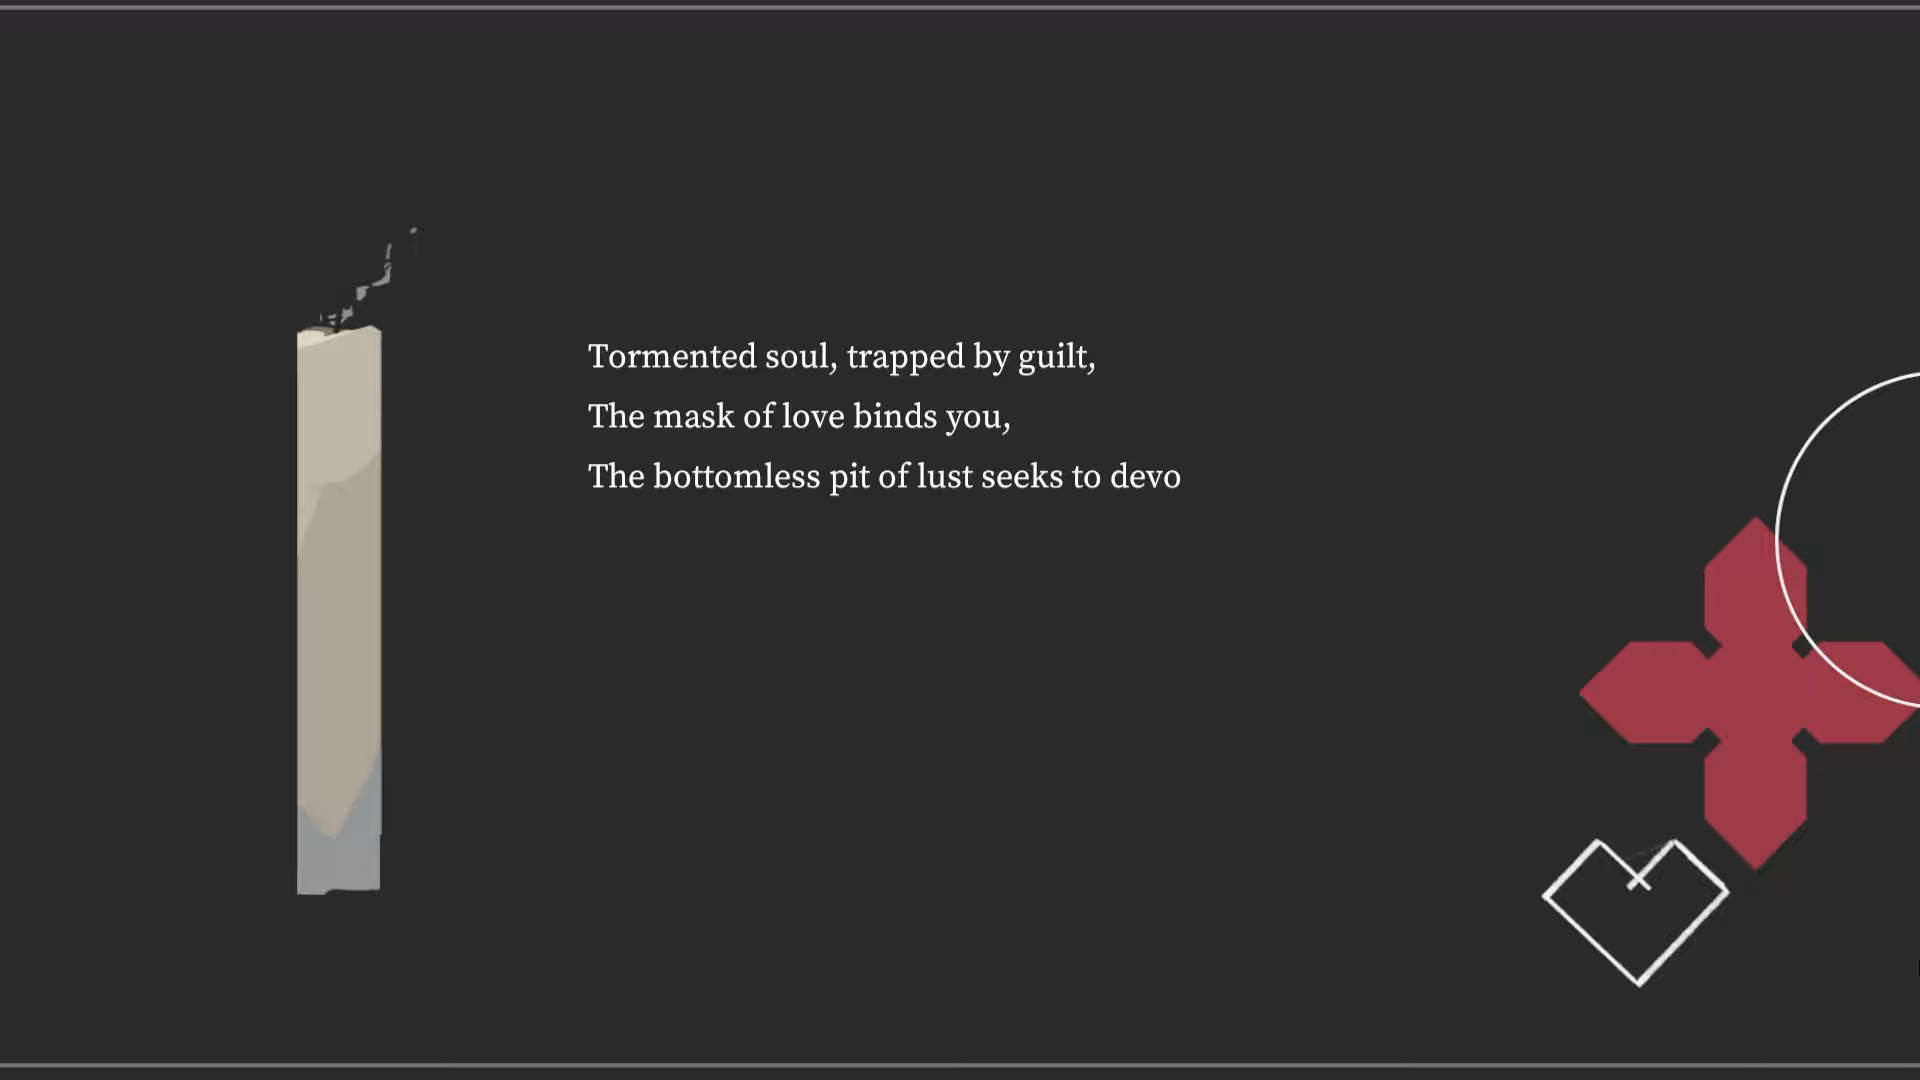 Tormented soul, trapped by guilt,
The mask of love binds you,
The bottomless pit of lust seeks to devo